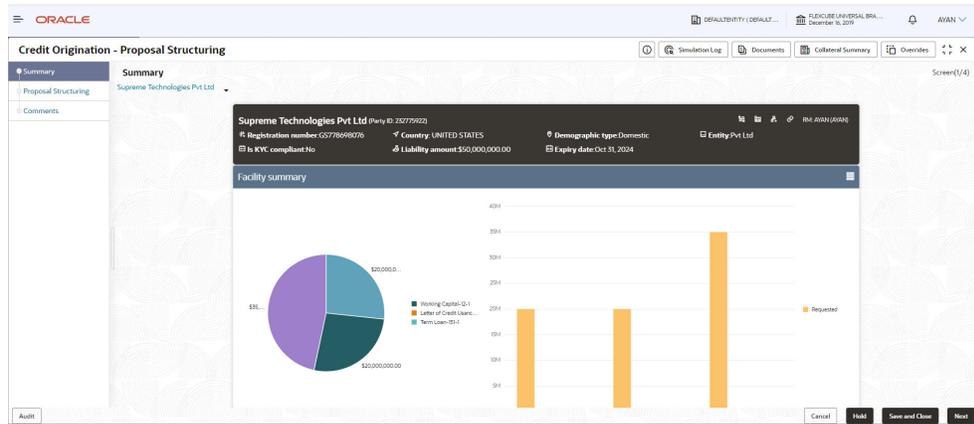 ORACLE
DEFAULTENTITY ( DEFAULT....
FLEXCUBE UNIVERSAL BRA...
December 16, 2019
AYAN
Credit Origination - Proposal Structuring
Simulation Log
Documents
Collateral Summary
Overrides
Summary
Proposal Structuring
Comments
Summary
Screen(1/4)
Supreme Technologies Pvt Ltd
Supreme Technologies Pvt Ltd (Party ID: 232775922)
RM: AYAN (AYAN)
Registration number:GS778698076
Country: UNITED STATES
Demographic type:Domestic
Entity:Pvt Ltd
Is KYC compliant:No
Liability amount:$50,000,000.00
Expiry date:Oct 31, 2024
Facility summary
$20,000,0...
$35,...
$20,000,000.00
Working Capital-12-1
Letter of Credit Usanc...
Term Loan-151-1
40M
35M
30M
25M
20M
15M
10M
5M
Requested
Audit
Cancel
Hold
Save and Close
Next